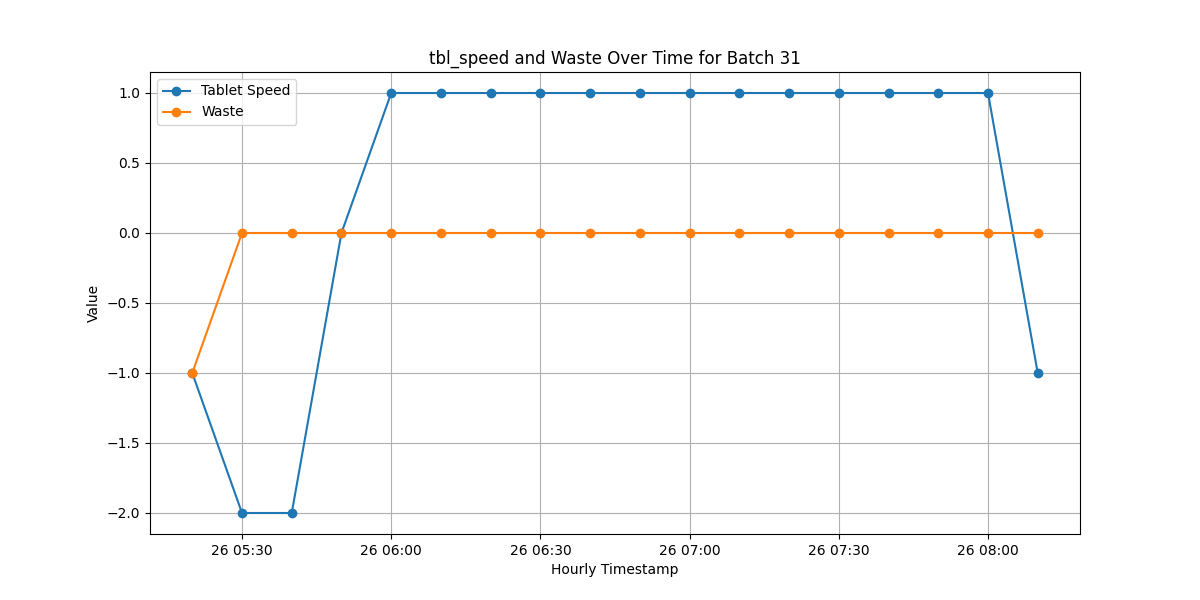 tbl_speed and Waste Over Time for Batch 31
Tablet Speed
Waste
1.0
0.5
0.0
−0.5
−1.0
−1.5
−2.0
Value
26 05:30 26 06:00 26 06:30 26 07:00 26 07:30 26 08:00
Hourly Timestamp